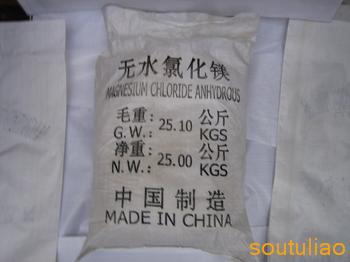 无水氯化镁
MAGNESIUM CHLORIDE ANHYDROUS
毛重: 25.10 公斤
G.W.: KGS
净重: 25.00 公斤
N.W.: KGS
中国制造
MADE IN CHINA
soutuliao